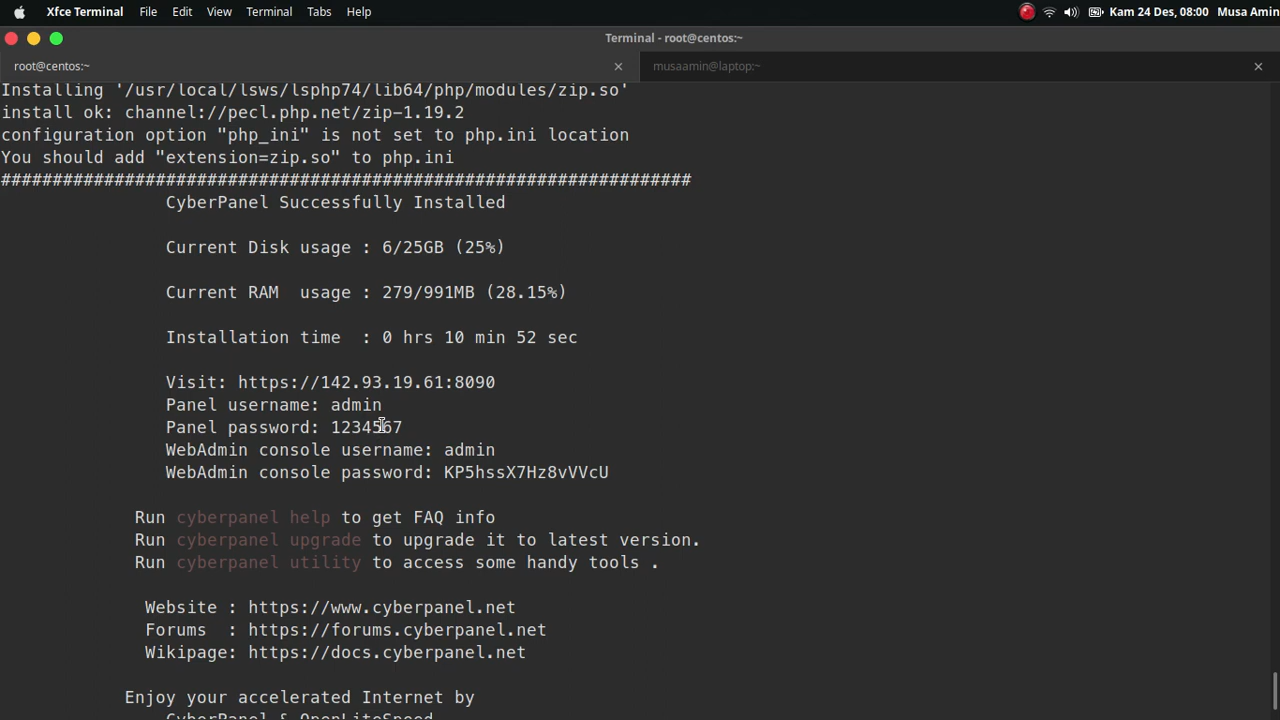 Xfce Terminal File Edit View Terminal Tabs Help Kam 24 Des, 08:00 Musa Amin
Terminal - root@centos:~
root@centos:~ musaamin@laptop:~
Installing '/usr/local/lsws/lsphp74/lib64/php/modules/zip.so'
install ok: channel://pecl.php.net/zip-1.19.2
configuration option "php_ini" is not set to php.ini location
You should add "extension=zip.so" to php.ini
###################################################################
CyberPanel Successfully Installed
Current Disk usage : 6/25GB (25%)
Current RAM  usage : 279/991MB (28.15%)
Installation time  : 0 hrs 10 min 52 sec
Visit: https://142.93.19.61:8090
Panel username: admin
Panel password: 1234567
WebAdmin console username: admin
WebAdmin console password: KP5hssX7Hz8vVVcU
Run cyberpanel help to get FAQ info
Run cyberpanel upgrade to upgrade it to latest version.
Run cyberpanel utility to access some handy tools .
Website : https://www.cyberpanel.net
Forums  : https://forums.cyberpanel.net
Wikipage: https://docs.cyberpanel.net
Enjoy your accelerated Internet by
CyberPanel & OpenLiteSpeed